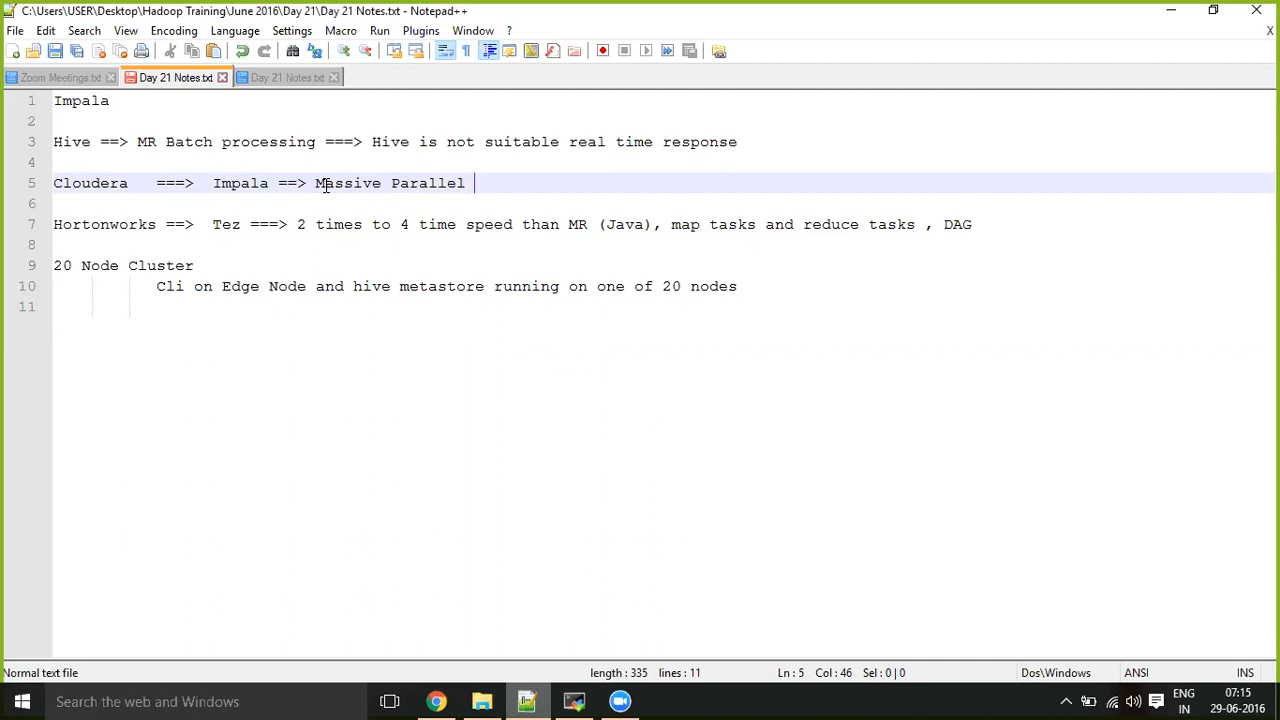 C:\Users\USER\Desktop\Hadoop Training\June 2016\Day 21\Day 21 Notes.txt - Notepad++
File Edit Search View Encoding Language Settings Macro Run Plugins Window ? X
Zoom Meetings.txt Day 21 Notes.txt Day 21 Notes.txt
1 Impala
2
3 Hive ==> MR Batch processing ===> Hive is not suitable real time response
4
5 Cloudera ===> Impala ==> Massive Parallel
6
7 Hortonworks ==> Tez ===> 2 times to 4 time speed than MR (Java), map tasks and reduce tasks , DAG
8
9 20 Node Cluster
10 Cli on Edge Node and hive metastore running on one of 20 nodes
11
Normal text file length : 335 lines : 11 Ln : 5 Col : 46 Sel : 0 | 0 Dos\Windows ANSI INS
Search the web and Windows
ENG 07:15
IN 29-06-2016